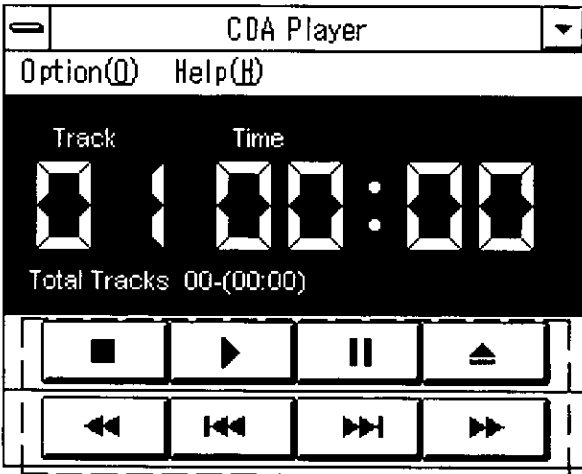 CDA Player
Option(O) Help(H)
Track Time
01 00:00
Total Tracks 00-(00:00)